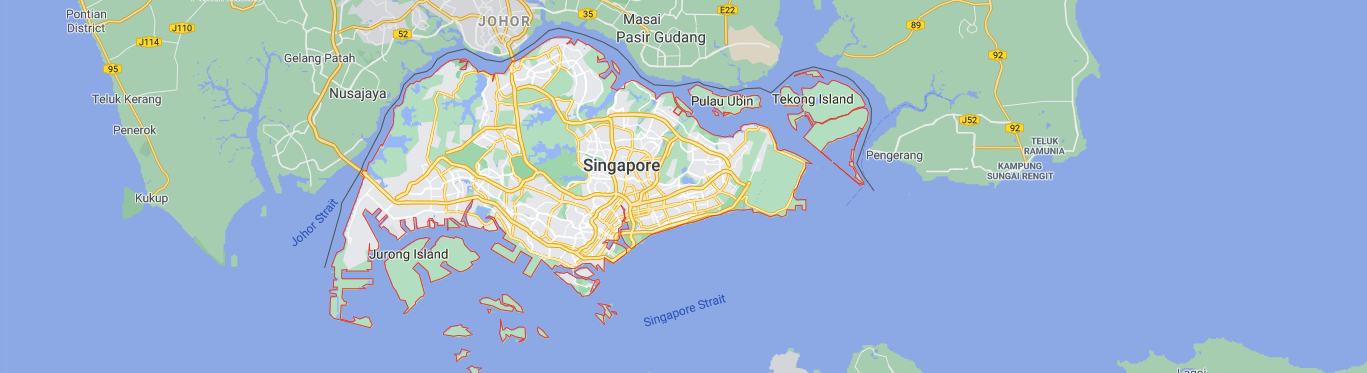 Pontian
District
J114
J110
95
Teluk Kerang
Penerok
Kukup
52
JOHOR
Gelang Patah
Nusajaya
35
Masai
Pasir Gudang
E22
89
92
Pulau Ubin
Tekong Island
J52
92
Pengerang
TELUK
RAMUNIA
KAMPUNG
SUNGAI RENGIT
Singapore
Johor Strait
Jurong Island
Singapore Strait